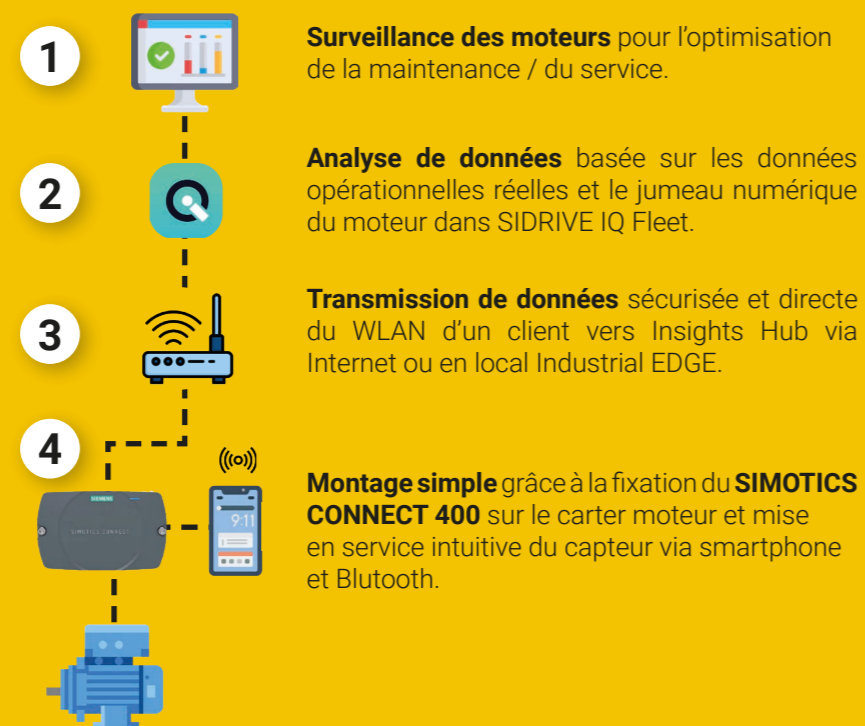 1
Surveillance des moteurs pour l’optimisation
de la maintenance / du service.
2
Analyse de données basée sur les données
opérationnelles réelles et le jumeau numérique
du moteur dans SIDRIVE IQ Fleet.
3
Transmission de données sécurisée et directe
du WLAN d’un client vers Insights Hub via
Internet ou en local Industrial EDGE.
4
SIEMENS
SIMOTICS CONNECT
9:11
Montage simple grâce à la fixation du SIMOTICS
CONNECT 400 sur le carter moteur et mise
en service intuitive du capteur via smartphone
et Blutooth.